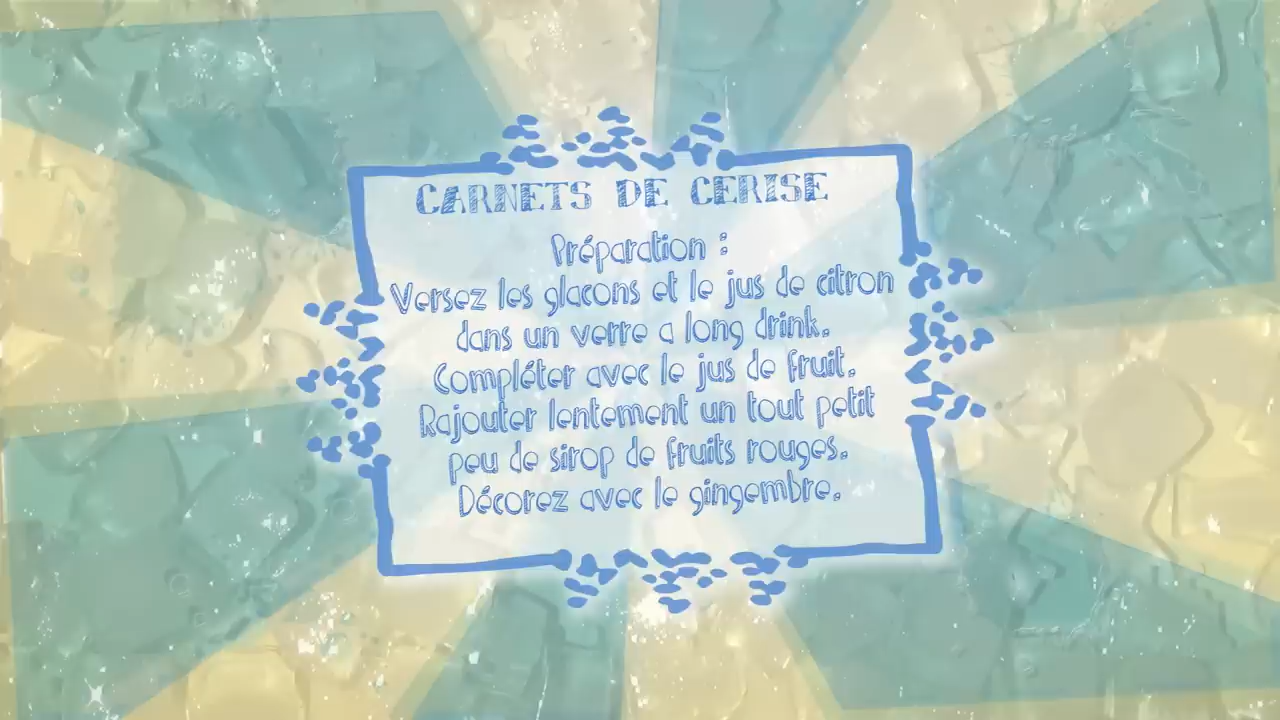 CARNETS DE CERISE
Préparation :
Versez les glacons et le jus de citron
dans un verre a long drink.
Compléter avec le jus de fruit.
Rajouter lentement un tout petit
peu de sirop de fruits rouges.
Décorez avec le gingembre.